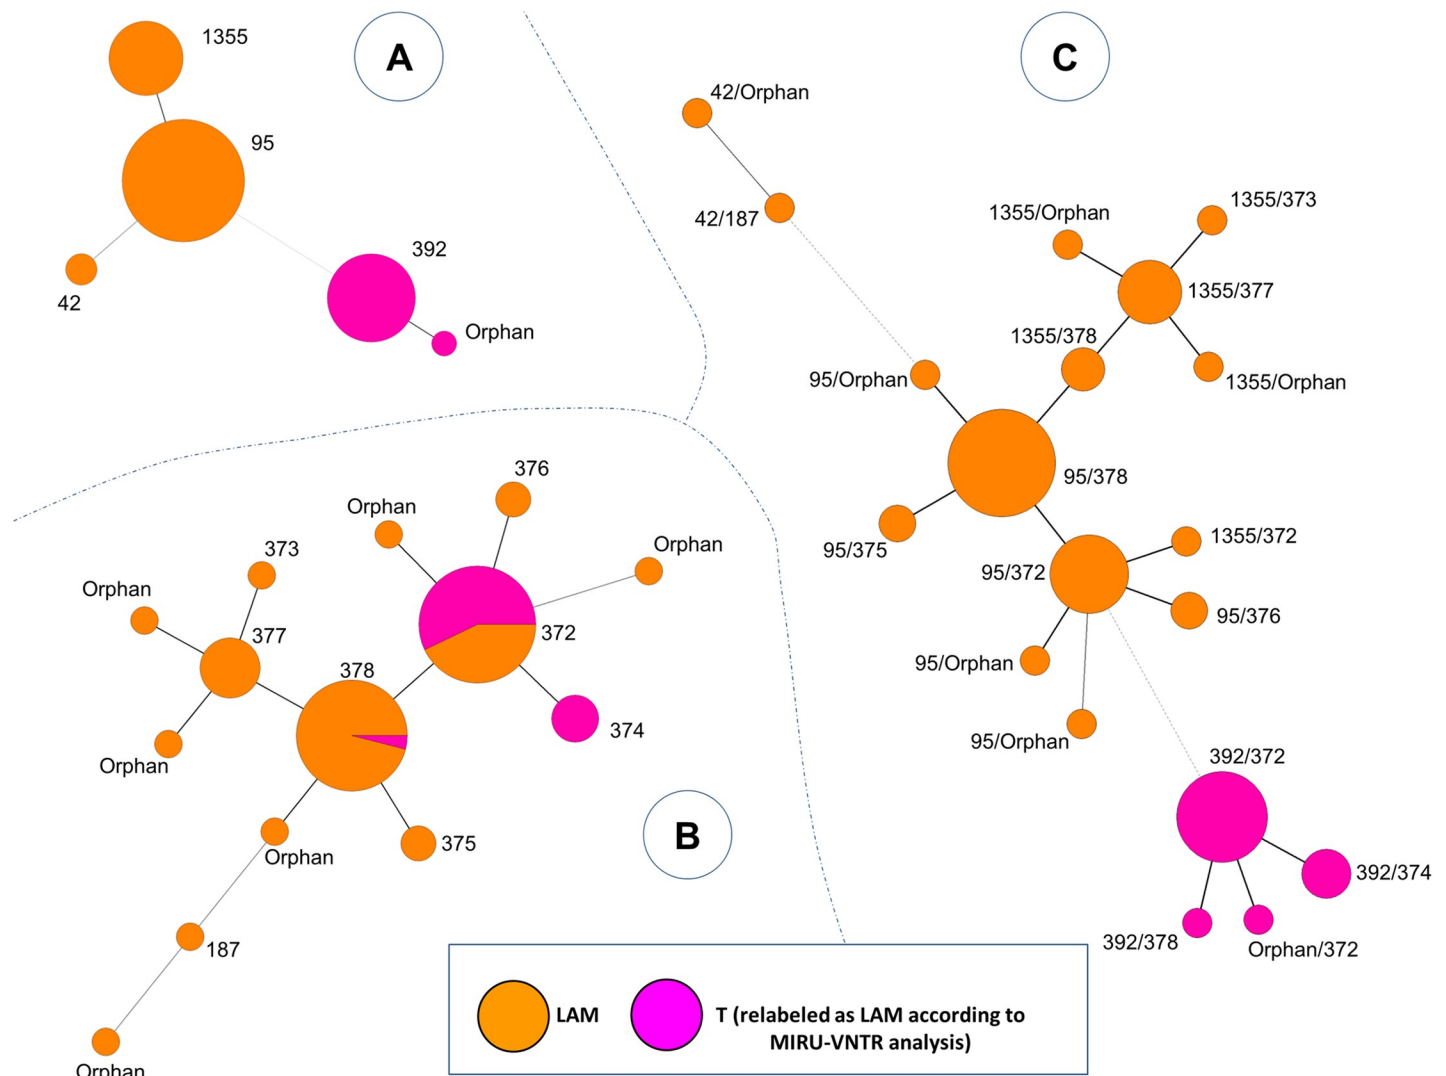 A
1355
95
392
42
Orphan
C
42/Orphan
42/187
1355/373
1355/Orphan
1355/377
1355/378
1355/Orphan
95/Orphan
95/378
95/375
1355/372
95/372
95/376
95/Orphan
95/Orphan
392/372
392/374
392/378
Orphan/372
B
376
Orphan
Orphan
373
Orphan
377
372
378
374
Orphan
375
Orphan
187
Orphan
LAM
T (relabeled as LAM according to
MIRU-VNTR analysis)